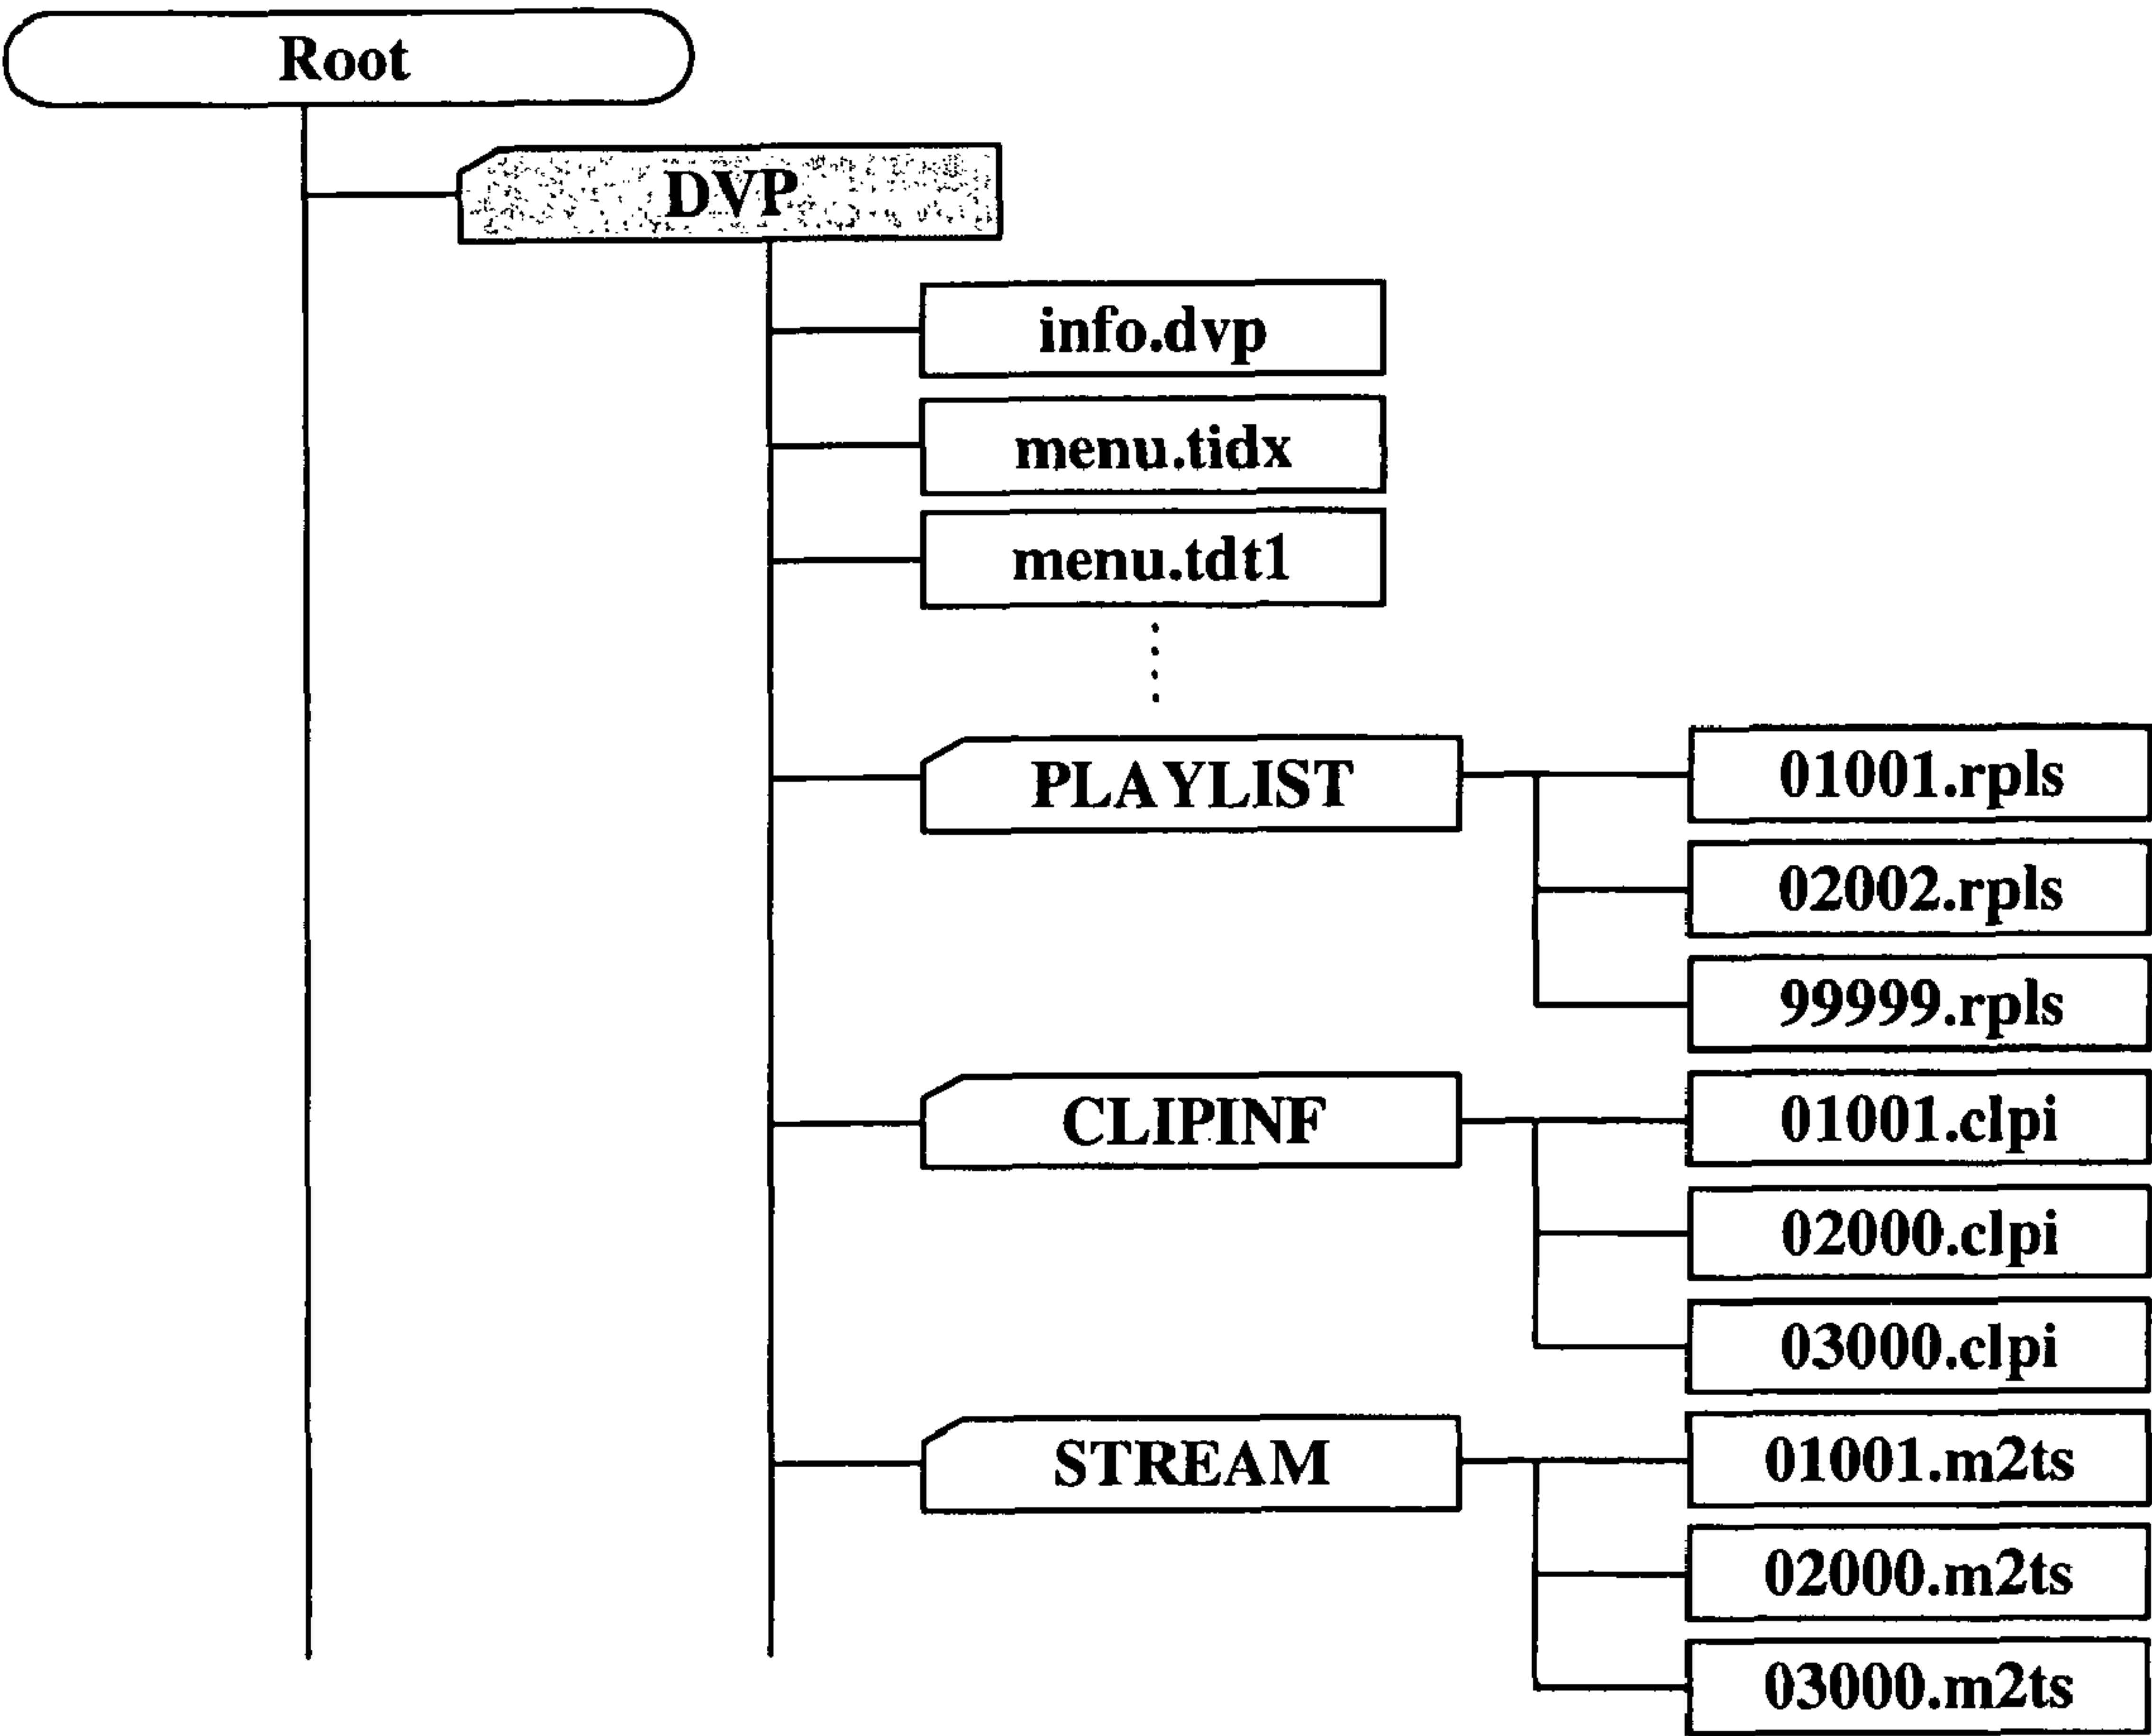 Root
DVP
info.dvp
menu.tidx
menu.tdt1
PLAYLIST
01001.rpls
02002.rpls
99999.rpls
CLIPINF
01001.clpi
02000.clpi
03000.clpi
STREAM
01001.m2ts
02000.m2ts
03000.m2ts